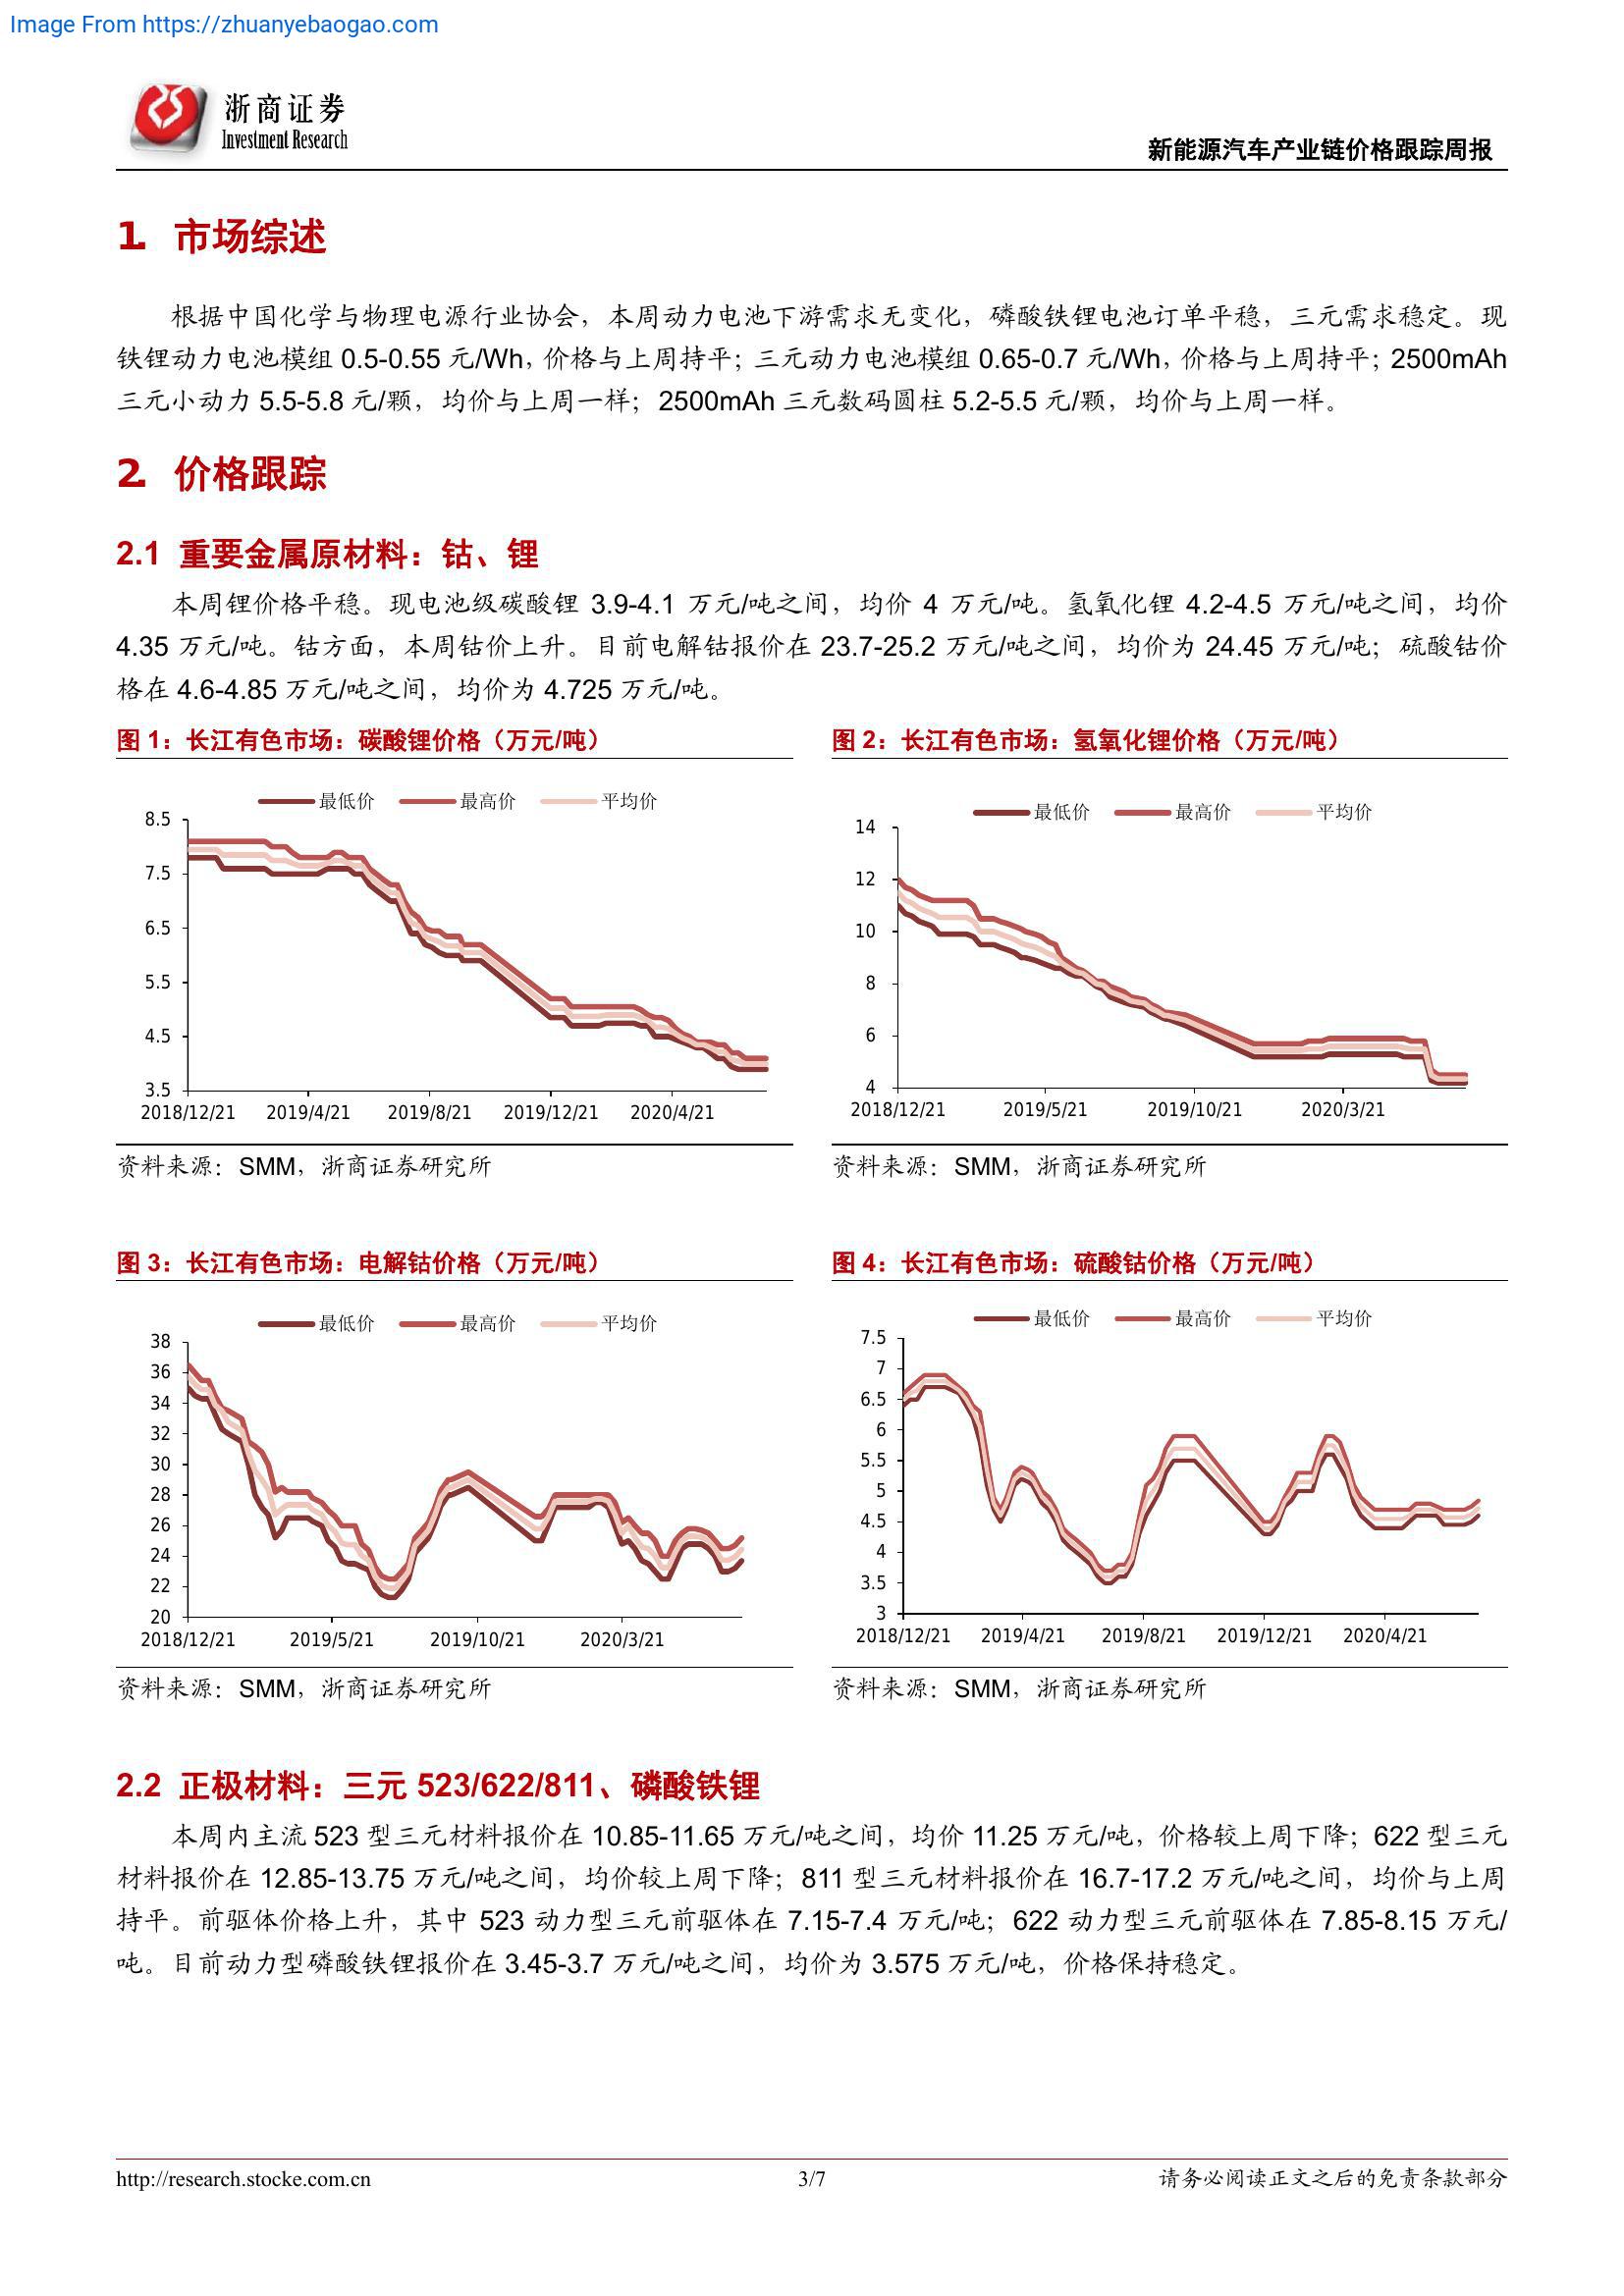 Image From https://zhuanyebaogao.com
浙商证券
Investment Research
新能源汽车产业链价格跟踪周报
1. 市场综述
根据中国化学与物理电源行业协会，本周动力电池下游需求无变化，磷酸铁锂电池订单平稳，三元需求稳定。现
铁锂动力电池模组 0.5-0.55 元/Wh，价格与上周持平；三元动力电池模组 0.65-0.7 元/Wh，价格与上周持平；2500mAh
三元小动力 5.5-5.8 元/颗，均价与上周一样；2500mAh 三元数码圆柱 5.2-5.5 元/颗，均价与上周一样。
2. 价格跟踪
2.1 重要金属原材料：钴、锂
本周锂价格平稳。现电池级碳酸锂 3.9-4.1 万元/吨之间，均价 4 万元/吨。氢氧化锂 4.2-4.5 万元/吨之间，均价
4.35 万元/吨。钴方面，本周钴价上升。目前电解钴报价在 23.7-25.2 万元/吨之间，均价为 24.45 万元/吨；硫酸钴价
格在 4.6-4.85 万元/吨之间，均价为 4.725 万元/吨。
图 1：长江有色市场：碳酸锂价格（万元/吨）
最低价 最高价 平均价
8.5
7.5
6.5
5.5
4.5
3.5
2018/12/21 2019/4/21 2019/8/21 2019/12/21 2020/4/21
资料来源：SMM，浙商证券研究所
图 2：长江有色市场：氢氧化锂价格（万元/吨）
最低价 最高价 平均价
14
12
10
8
6
4
2018/12/21 2019/5/21 2019/10/21 2020/3/21
资料来源：SMM，浙商证券研究所
图 3：长江有色市场：电解钴价格（万元/吨）
最低价 最高价 平均价
38
36
34
32
30
28
26
24
22
20
2018/12/21 2019/5/21 2019/10/21 2020/3/21
资料来源：SMM，浙商证券研究所
图 4：长江有色市场：硫酸钴价格（万元/吨）
最低价 最高价 平均价
7.5
7
6.5
6
5.5
5
4.5
4
3.5
3
2018/12/21 2019/4/21 2019/8/21 2019/12/21 2020/4/21
资料来源：SMM，浙商证券研究所
2.2 正极材料：三元 523/622/811、磷酸铁锂
本周内主流 523 型三元材料报价在 10.85-11.65 万元/吨之间，均价 11.25 万元/吨，价格较上周下降；622 型三元
材料报价在 12.85-13.75 万元/吨之间，均价较上周下降；811 型三元材料报价在 16.7-17.2 万元/吨之间，均价与上周
持平。前驱体价格上升，其中 523 动力型三元前驱体在 7.15-7.4 万元/吨；622 动力型三元前驱体在 7.85-8.15 万元/
吨。目前动力型磷酸铁锂报价在 3.45-3.7 万元/吨之间，均价为 3.575 万元/吨，价格保持稳定。
http://research.stocke.com.cn
3/7
请务必阅读正文之后的免责条款部分